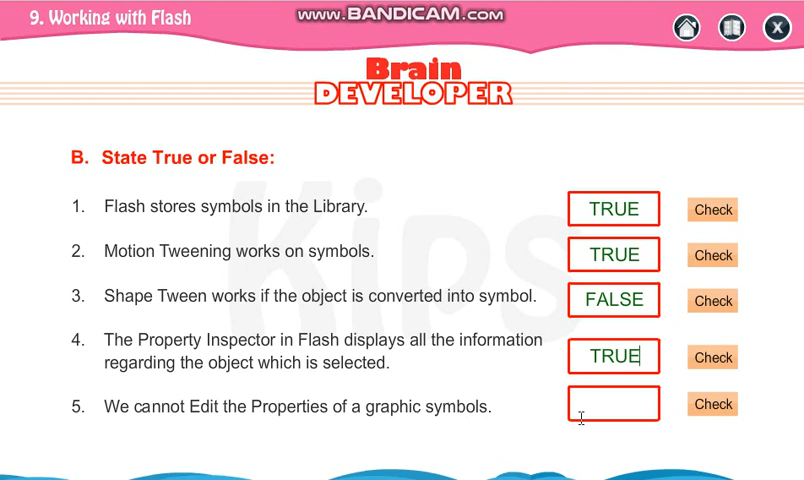 9. Working with Flash
www.BANDICAM.com
X
Brain
DEVELOPER
B. State True or False:
1. Flash stores symbols in the Library. TRUE Check
2. Motion Tweening works on symbols. TRUE Check
3. Shape Tween works if the object is converted into symbol. FALSE Check
4. The Property Inspector in Flash displays all the information
regarding the object which is selected. TRUE Check
5. We cannot Edit the Properties of a graphic symbols. Check
Kips